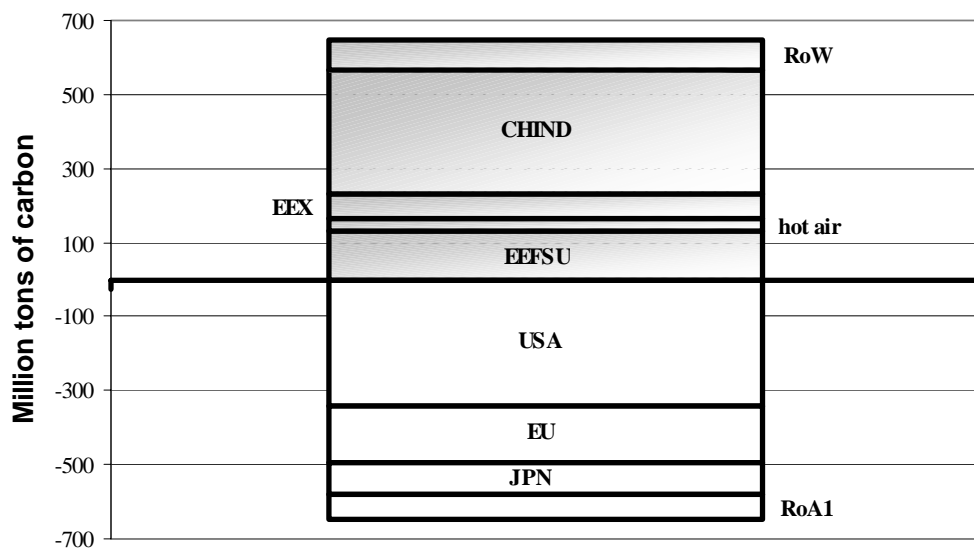 700
500
300
100
-100
-300
-500
-700
Million tons of carbon
RoW
CHIND
EEX
hot air
EEFSU
USA
EU
JPN
RoA1